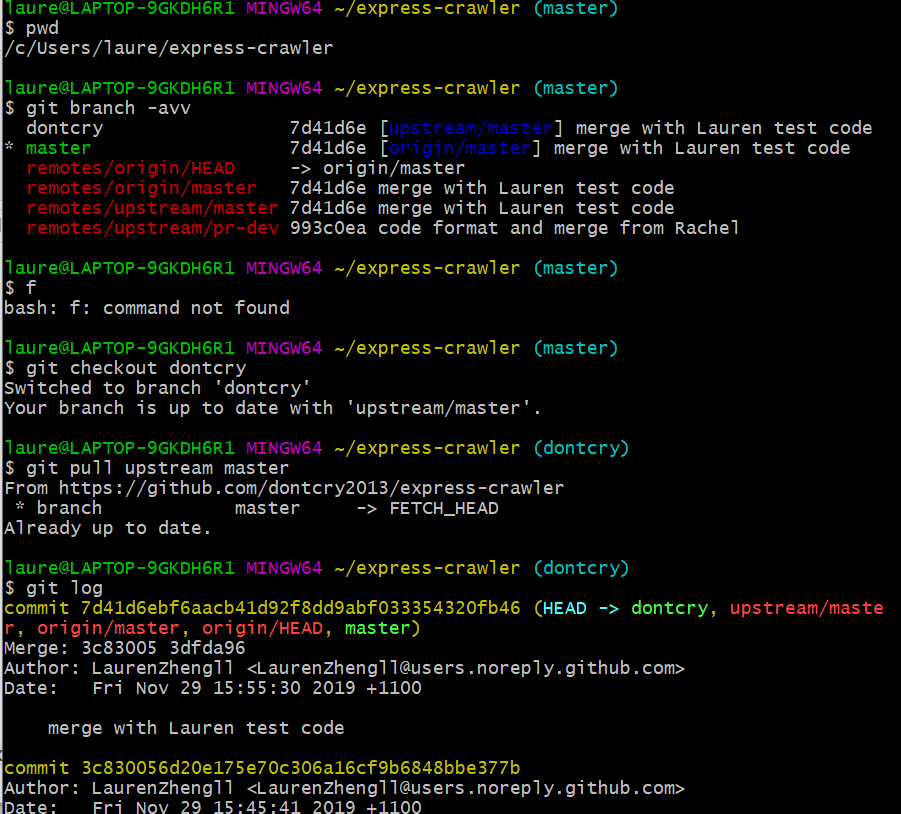 laure@LAPTOP-9GKDH6R1 MINGW64 ~/express-crawler (master)
$ pwd
/c/Users/laure/express-crawler

laure@LAPTOP-9GKDH6R1 MINGW64 ~/express-crawler (master)
$ git branch -avv
  dontcry                 7d41d6e [upstream/master] merge with Lauren test code
* master                  7d41d6e [origin/master] merge with Lauren test code
  remotes/origin/HEAD     -> origin/master
  remotes/origin/master   7d41d6e merge with Lauren test code
  remotes/upstream/master 7d41d6e merge with Lauren test code
  remotes/upstream/pr-dev 993c0ea code format and merge from Rachel

laure@LAPTOP-9GKDH6R1 MINGW64 ~/express-crawler (master)
$ f
bash: f: command not found

laure@LAPTOP-9GKDH6R1 MINGW64 ~/express-crawler (master)
$ git checkout dontcry
Switched to branch 'dontcry'
Your branch is up to date with 'upstream/master'.

laure@LAPTOP-9GKDH6R1 MINGW64 ~/express-crawler (dontcry)
$ git pull upstream master
From https://github.com/dontcry2013/express-crawler
 * branch            master     -> FETCH_HEAD
Already up to date.

laure@LAPTOP-9GKDH6R1 MINGW64 ~/express-crawler (dontcry)
$ git log
commit 7d41d6ebf6aacb41d92f8dd9abf033354320fb46 (HEAD -> dontcry, upstream/maste
r, origin/master, origin/HEAD, master)
Merge: 3c83005 3dfda96
Author: LaurenZhengll <LaurenZhengll@users.noreply.github.com>
Date:   Fri Nov 29 15:55:30 2019 +1100

    merge with Lauren test code

commit 3c830056d20e175e70c306a16cf9b6848bbe377b
Author: LaurenZhengll <LaurenZhengll@users.noreply.github.com>
Date:   Fri Nov 29 15:45:41 2019 +1100